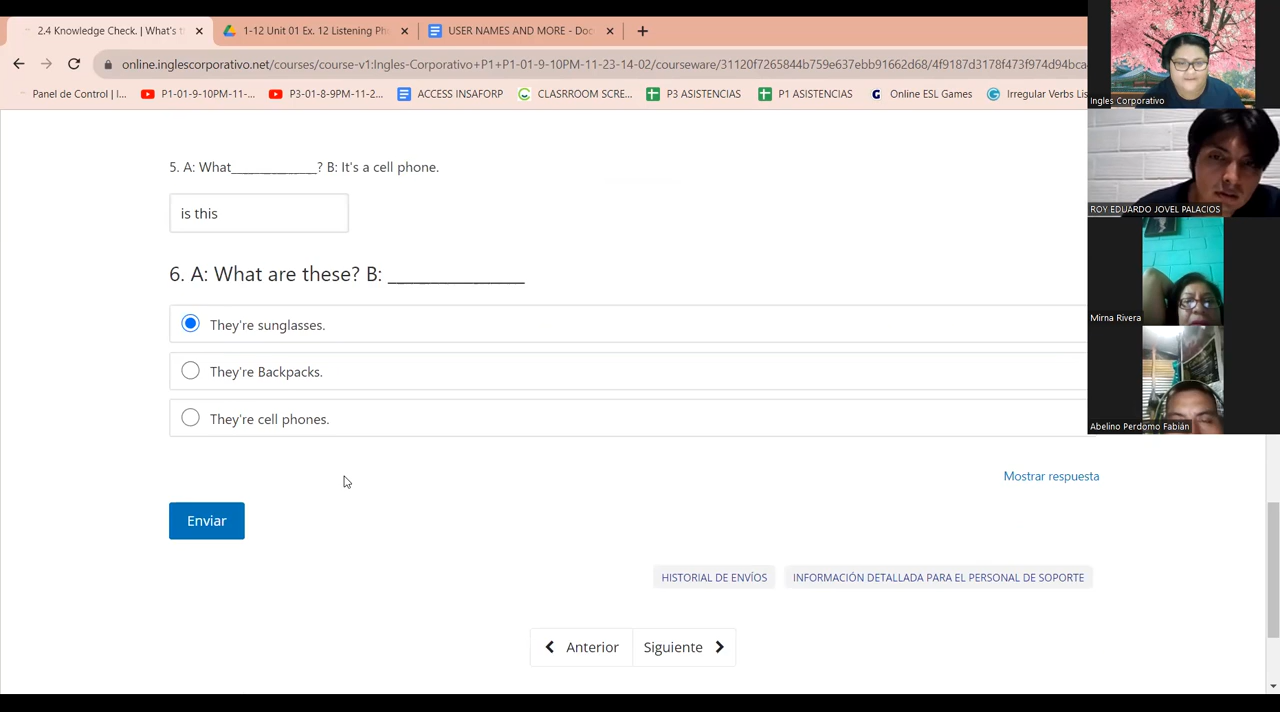 2.4 Knowledge Check. | What's t
1-12 Unit 01 Ex. 12 Listening Ph
USER NAMES AND MORE - Doc
online.inglescorporativo.net/courses/course-v1:Ingles-Corporativo+P1+P1-01-9-10PM-11-23-14-02/courseware/31120f7265844b759e637ebb91662d68/4f9187d3178f473f974d94bca
Panel de Control | I...
P1-01-9-10PM-11-...
P3-01-8-9PM-11-2...
ACCESS INSAFORP
CLASRROOM SCRE...
P3 ASISTENCIAS
P1 ASISTENCIAS
Online ESL Games
Irregular Verbs Lis
Ingles Corporativo
ROY EDUARDO JOVEL PALACIOS
Mirna Rivera
Abelino Perdomo Fabián
5. A: What______________? B: It's a cell phone.
is this
6. A: What are these? B: _____________
They're sunglasses.
They're Backpacks.
They're cell phones.
Mostrar respuesta
Enviar
HISTORIAL DE ENVÍOS
INFORMACIÓN DETALLADA PARA EL PERSONAL DE SOPORTE
Anterior
Siguiente